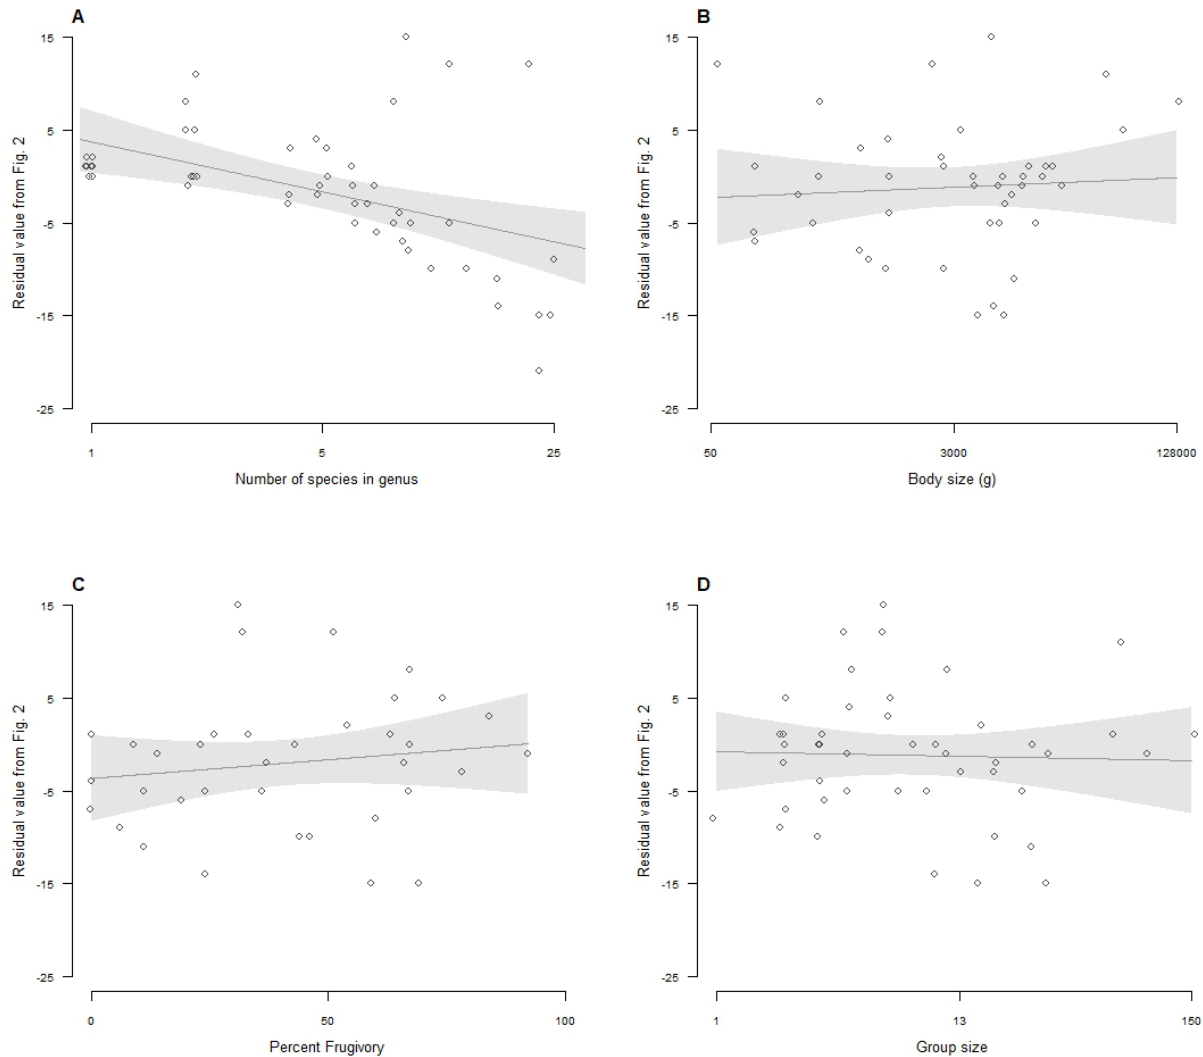 A
15
5
-5
-15
-25
Residual value from Fig. 2
1
5
25
Number of species in genus
B
15
5
-5
-15
-25
Residual value from Fig. 2
50
3000
128000
Body size (g)
C
15
5
-5
-15
-25
Residual value from Fig. 2
0
50
100
Percent Frugivory
D
15
5
-5
-15
-25
Residual value from Fig. 2
1
13
150
Group size